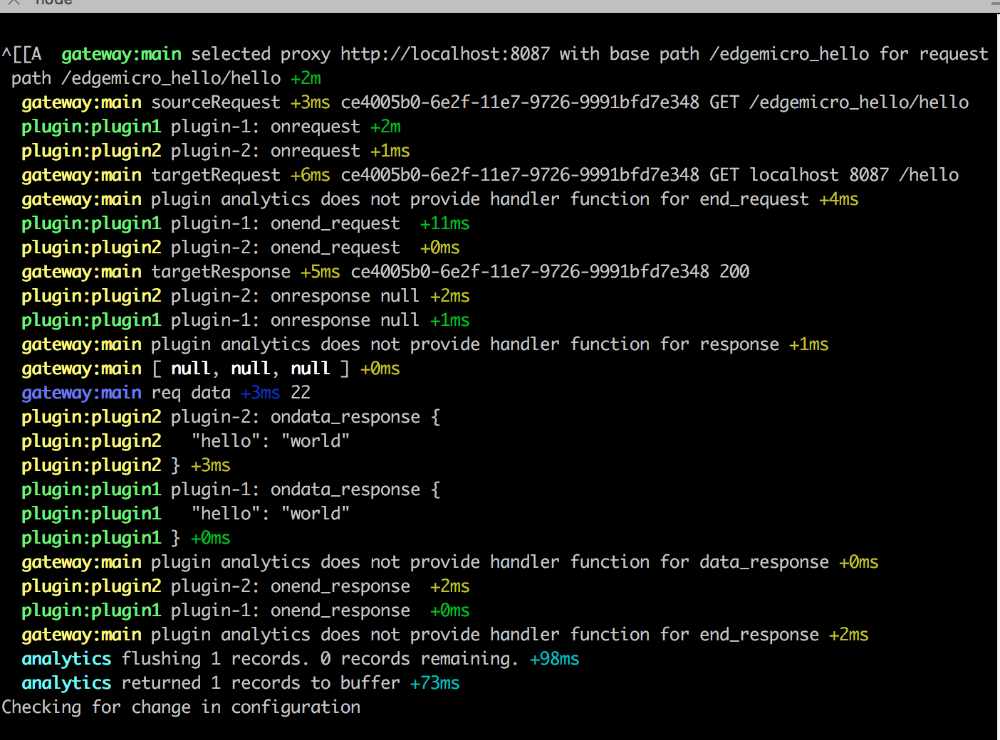 node
^[[A  gateway:main selected proxy http://localhost:8087 with base path /edgemicro_hello for request
 path /edgemicro_hello/hello +2m
  gateway:main sourceRequest +3ms ce4005b0-6e2f-11e7-9726-9991bfd7e348 GET /edgemicro_hello/hello
  plugin:plugin1 plugin-1: onrequest +2m
  plugin:plugin2 plugin-2: onrequest +1ms
  gateway:main targetRequest +6ms ce4005b0-6e2f-11e7-9726-9991bfd7e348 GET localhost 8087 /hello
  gateway:main plugin analytics does not provide handler function for end_request +4ms
  plugin:plugin1 plugin-1: onend_request  +11ms
  plugin:plugin2 plugin-2: onend_request  +0ms
  gateway:main targetResponse +5ms ce4005b0-6e2f-11e7-9726-9991bfd7e348 200
  plugin:plugin2 plugin-2: onresponse null +2ms
  plugin:plugin1 plugin-1: onresponse null +1ms
  gateway:main plugin analytics does not provide handler function for response +1ms
  gateway:main [ null, null, null ] +0ms
  gateway:main req data +3ms 22
  plugin:plugin2 plugin-2: ondata_response {
  plugin:plugin2   "hello": "world"
  plugin:plugin2 } +3ms
  plugin:plugin1 plugin-1: ondata_response {
  plugin:plugin1   "hello": "world"
  plugin:plugin1 } +0ms
  gateway:main plugin analytics does not provide handler function for data_response +0ms
  plugin:plugin2 plugin-2: onend_response  +2ms
  plugin:plugin1 plugin-1: onend_response  +0ms
  gateway:main plugin analytics does not provide handler function for end_response +2ms
  analytics flushing 1 records. 0 records remaining. +98ms
  analytics returned 1 records to buffer +73ms
Checking for change in configuration